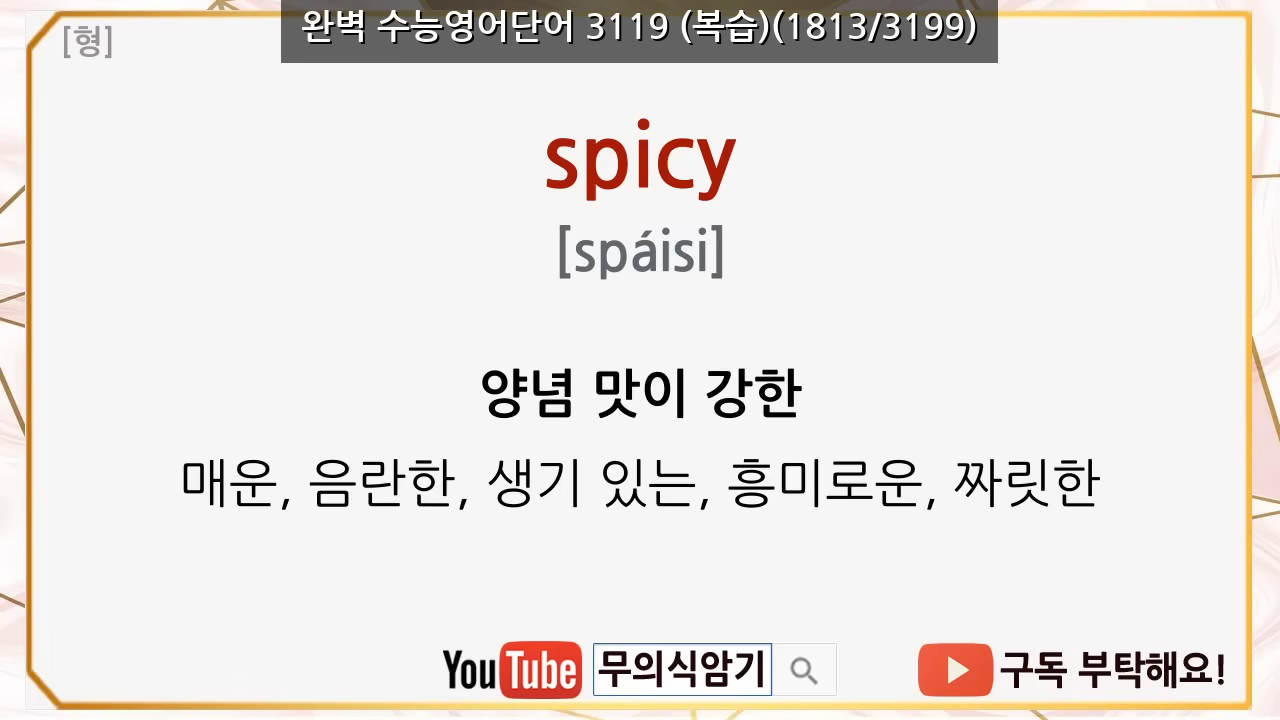 완벽 수능영어단어 3119 (복습)(1813/3199)
[형]
spicy
[spáisi]
양념 맛이 강한
매운, 음란한, 생기 있는, 흥미로운, 짜릿한
YouTube 무의식암기 구독 부탁해요!